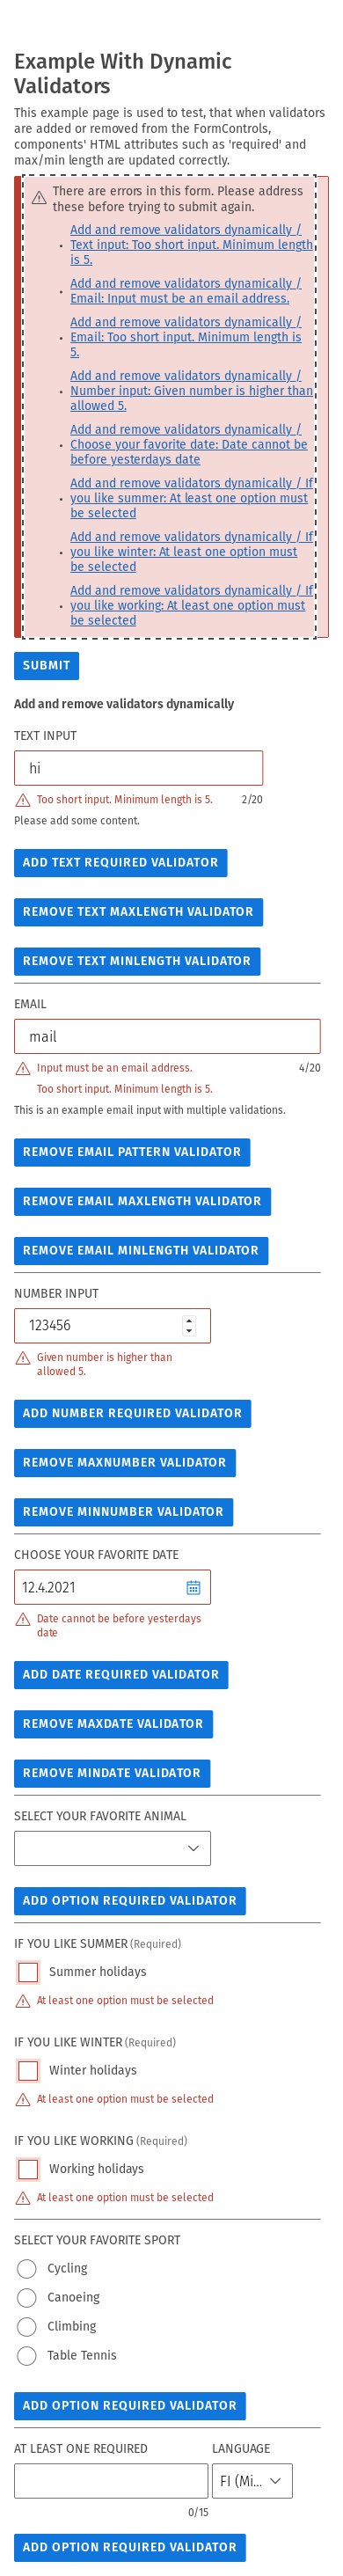 Example With Dynamic
Validators
This example page is used to test, that when validators
are added or removed from the FormControls,
components' HTML attributes such as 'required' and
max/min length are updated correctly.
There are errors in this form. Please address
these before trying to submit again.
Add and remove validators dynamically /
Text input: Too short input. Minimum length
is 5.
Add and remove validators dynamically /
Email: Input must be an email address.
Add and remove validators dynamically /
Email: Too short input. Minimum length is
5.
Add and remove validators dynamically /
Number input: Given number is higher than
allowed 5.
Add and remove validators dynamically /
Choose your favorite date: Date cannot be
before yesterdays date
Add and remove validators dynamically / If
you like summer: At least one option must
be selected
Add and remove validators dynamically / If
you like winter: At least one option must
be selected
Add and remove validators dynamically / If
you like working: At least one option must
be selected
SUBMIT
Add and remove validators dynamically
TEXT INPUT
hi
Too short input. Minimum length is 5. 2/20
Please add some content.
ADD TEXT REQUIRED VALIDATOR
REMOVE TEXT MAXLENGTH VALIDATOR
REMOVE TEXT MINLENGTH VALIDATOR
EMAIL
mail
Input must be an email address. 4/20
Too short input. Minimum length is 5.
This is an example email input with multiple validations.
REMOVE EMAIL PATTERN VALIDATOR
REMOVE EMAIL MAXLENGTH VALIDATOR
REMOVE EMAIL MINLENGTH VALIDATOR
NUMBER INPUT
123456
Given number is higher than
allowed 5.
ADD NUMBER REQUIRED VALIDATOR
REMOVE MAXNUMBER VALIDATOR
REMOVE MINNUMBER VALIDATOR
CHOOSE YOUR FAVORITE DATE
12.4.2021
Date cannot be before yesterdays
date
ADD DATE REQUIRED VALIDATOR
REMOVE MAXDATE VALIDATOR
REMOVE MINDATE VALIDATOR
SELECT YOUR FAVORITE ANIMAL
ADD OPTION REQUIRED VALIDATOR
IF YOU LIKE SUMMER (Required)
Summer holidays
At least one option must be selected
IF YOU LIKE WINTER (Required)
Winter holidays
At least one option must be selected
IF YOU LIKE WORKING (Required)
Working holidays
At least one option must be selected
SELECT YOUR FAVORITE SPORT
Cycling
Canoeing
Climbing
Table Tennis
ADD OPTION REQUIRED VALIDATOR
AT LEAST ONE REQUIRED LANGUAGE
FI (Mi...
0/15
ADD OPTION REQUIRED VALIDATOR